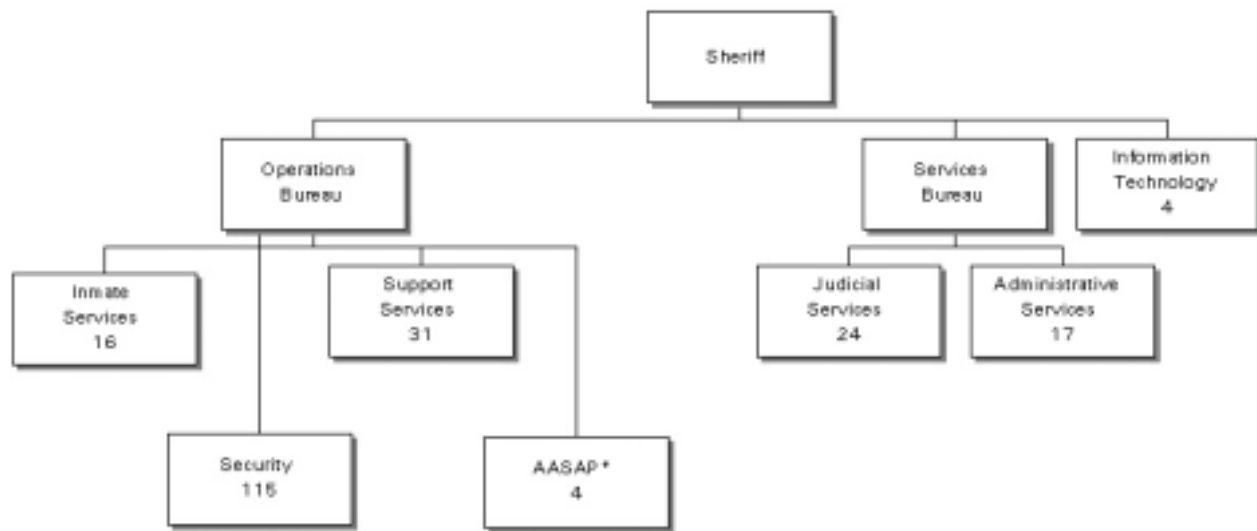 Sheriff
Operations
Bureau
Services
Bureau
Information
Technology
4
Inmate
Services
16
Support
Services
31
Judicial
Services
24
Administrative
Services
17
Security
AASAP*
4